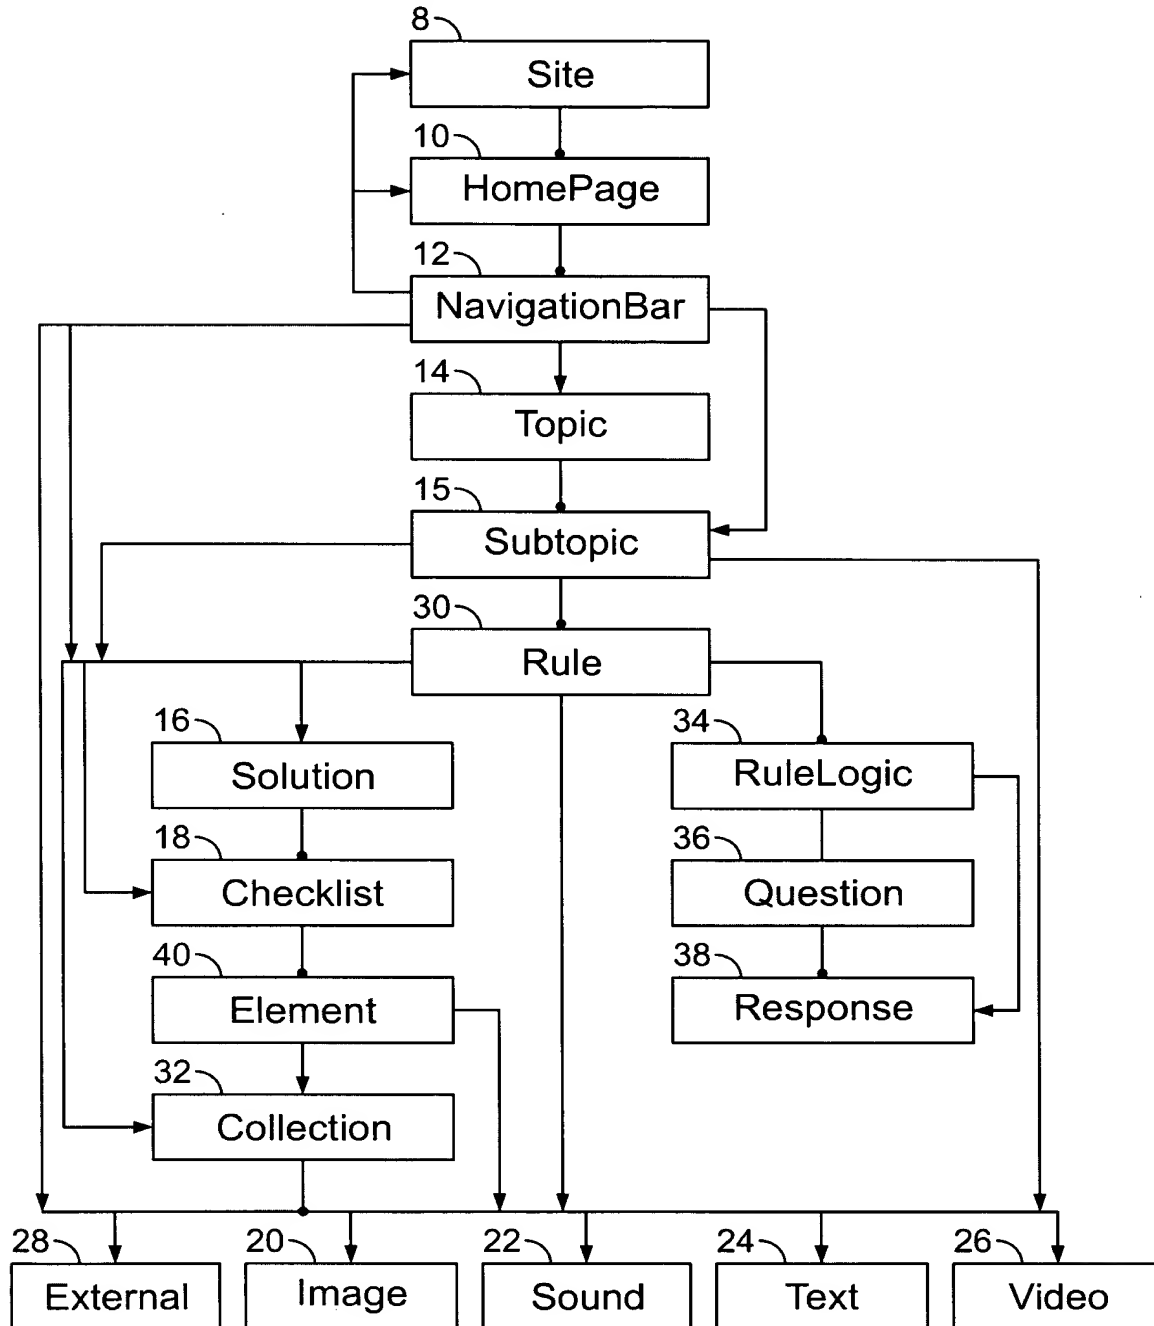 8
Site
10
HomePage
12
NavigationBar
14
Topic
15
Subtopic
30
Rule
16
Solution
34
RuleLogic
18
Checklist
36
Question
40
Element
38
Response
32
Collection
28
External
20
Image
22
Sound
24
Text
26
Video